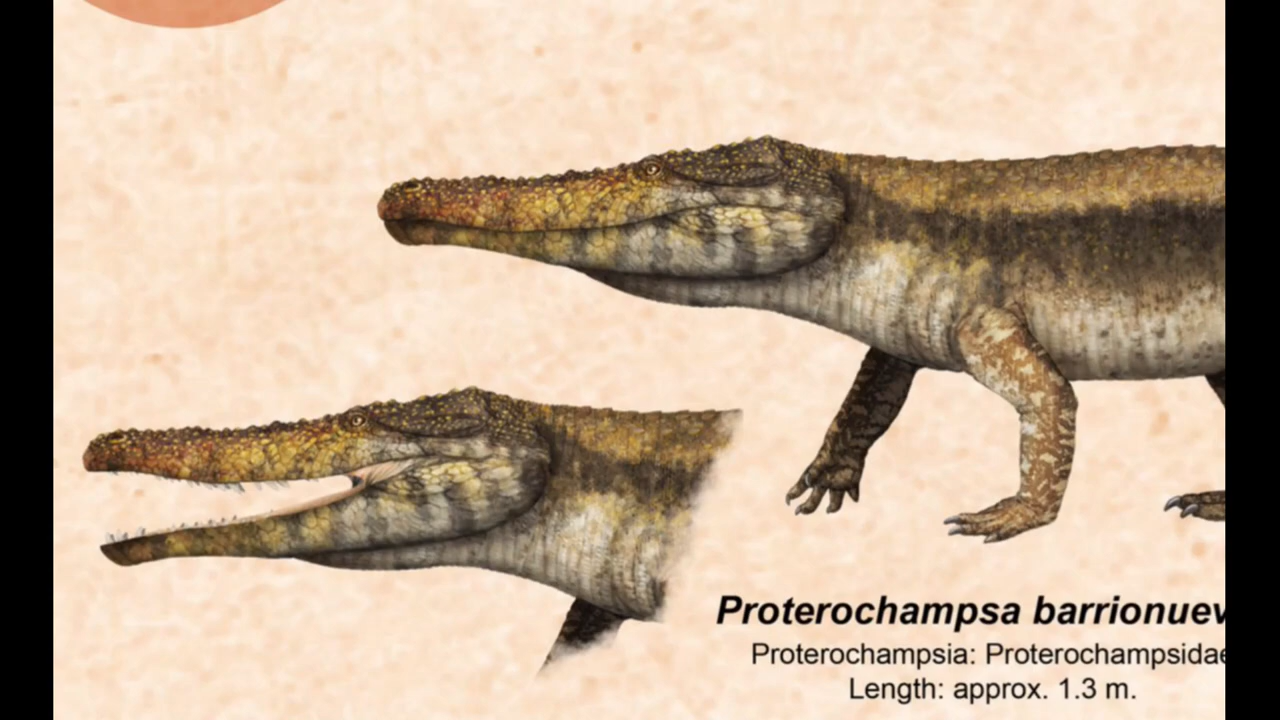 Proterochampsa barrionuev
Proterochampsia: Proterochampsidae
Length: approx. 1.3 m.